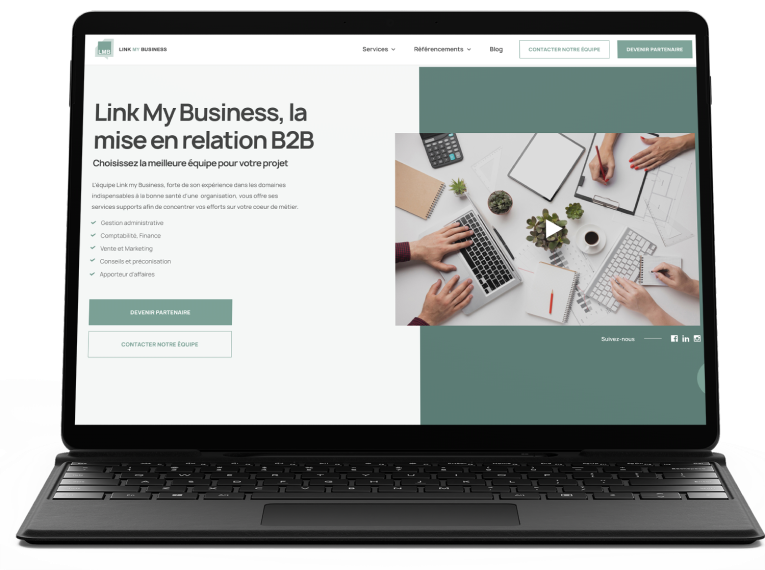 LMB
LINK MY BUSINESS
Services
Référencements
Blog
CONTACTER NOTRE ÉQUIPE
DEVENIR PARTENAIRE
Link My Business, la
mise en relation B2B
Choisissez la meilleure équipe pour votre projet
L'équipe Link my Business, forte de son expérience dans les domaines
indispensables à la bonne santé d'une organisation, vous offre ses
services supports afin de concentrer vos efforts sur votre coeur de métier.
Gestion administrative
Comptabilité, Finance
Vente et Marketing
Conseils et préconisation
Apporteur d'affaires
DEVENIR PARTENAIRE
CONTACTER NOTRE ÉQUIPE
Suivez-nous